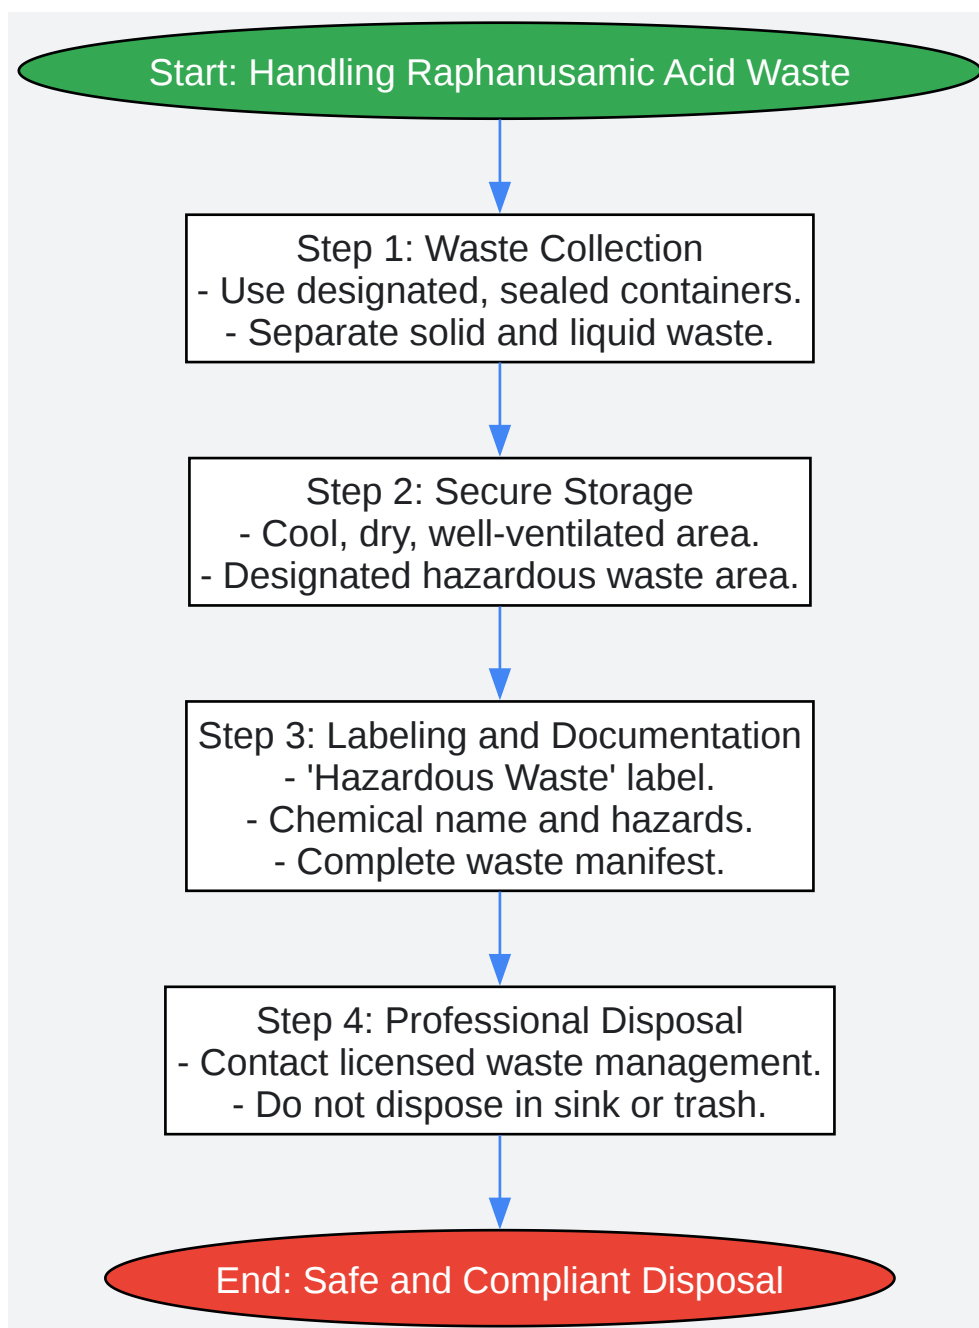 Start: Handling Raphanusamic Acid Waste
Step 1: Waste Collection
- Use designated, sealed containers.
- Separate solid and liquid waste.
Step 2: Secure Storage
- Cool, dry, well-ventilated area.
- Designated hazardous waste area.
Step 3: Labeling and Documentation
- 'Hazardous Waste' label.
- Chemical name and hazards.
- Complete waste manifest.
Step 4: Professional Disposal
- Contact licensed waste management.
- Do not dispose in sink or trash.
End: Safe and Compliant Disposal